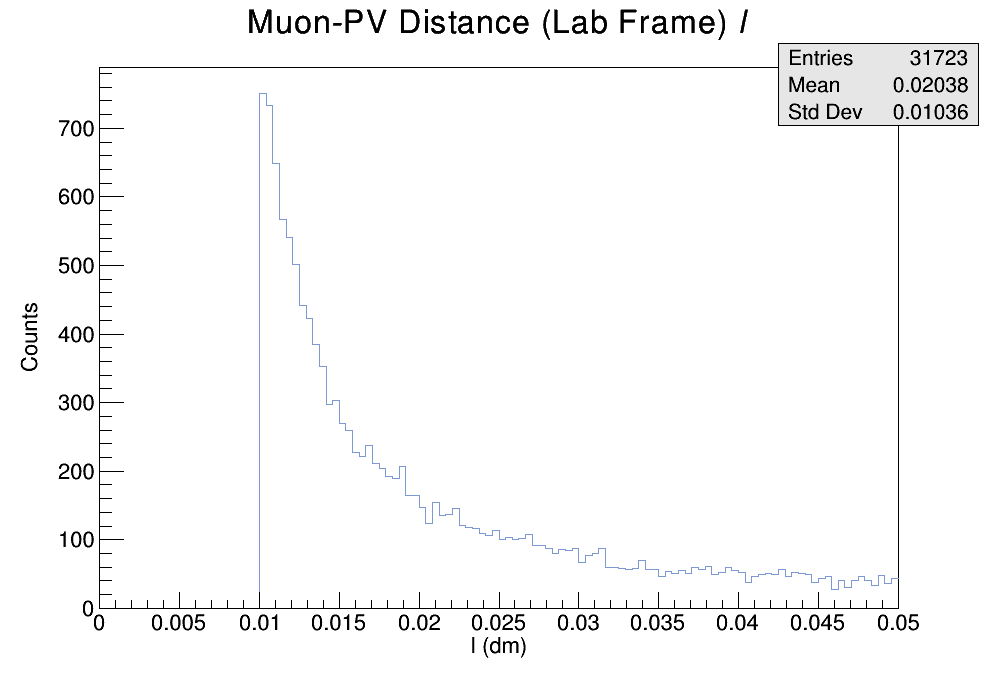 Muon-PV Distance (Lab Frame) l
Entries 31723
Mean 0.02038
Std Dev 0.01036
700
600
500
400
300
200
100
0
Counts
0 0.005 0.01 0.015 0.02 0.025 0.03 0.035 0.04 0.045 0.05
l (dm)